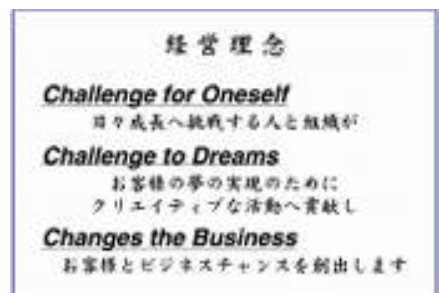 経営理念
Challenge for Oneself
日々成長へ挑戦する人と組織が
Challenge to Dreams
お客様の夢の実現のために
クリエイティブな活動へ貢献し
Changes the Business
お客様とビジネスチャンスを創出します